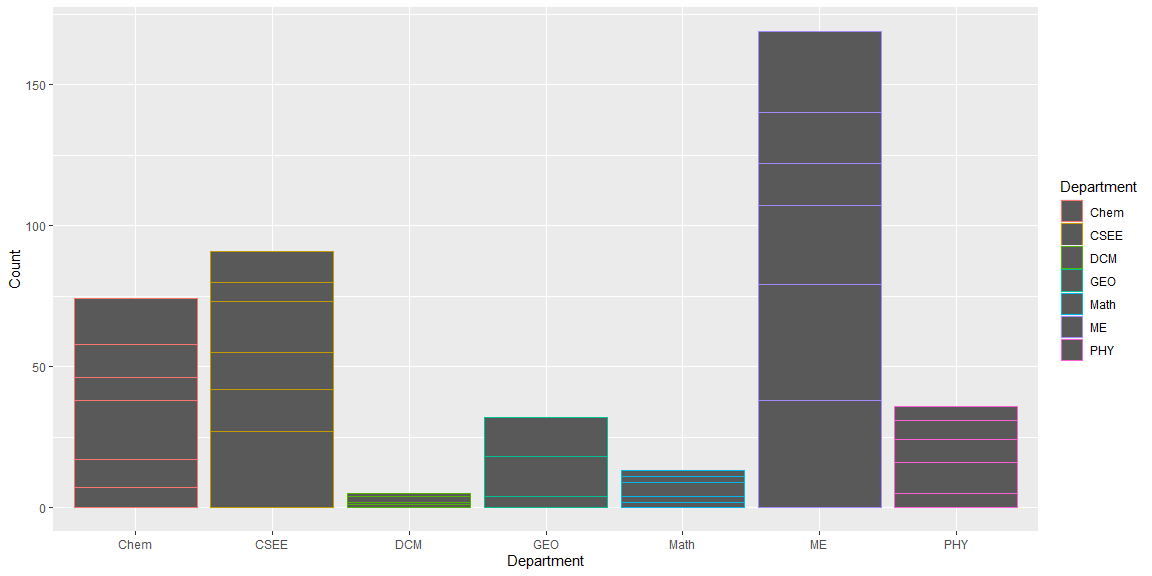 150
100
50
0
Count
Chem CSEE DCM GEO Math ME PHY
Department
Department
Chem
CSEE
DCM
GEO
Math
ME
PHY